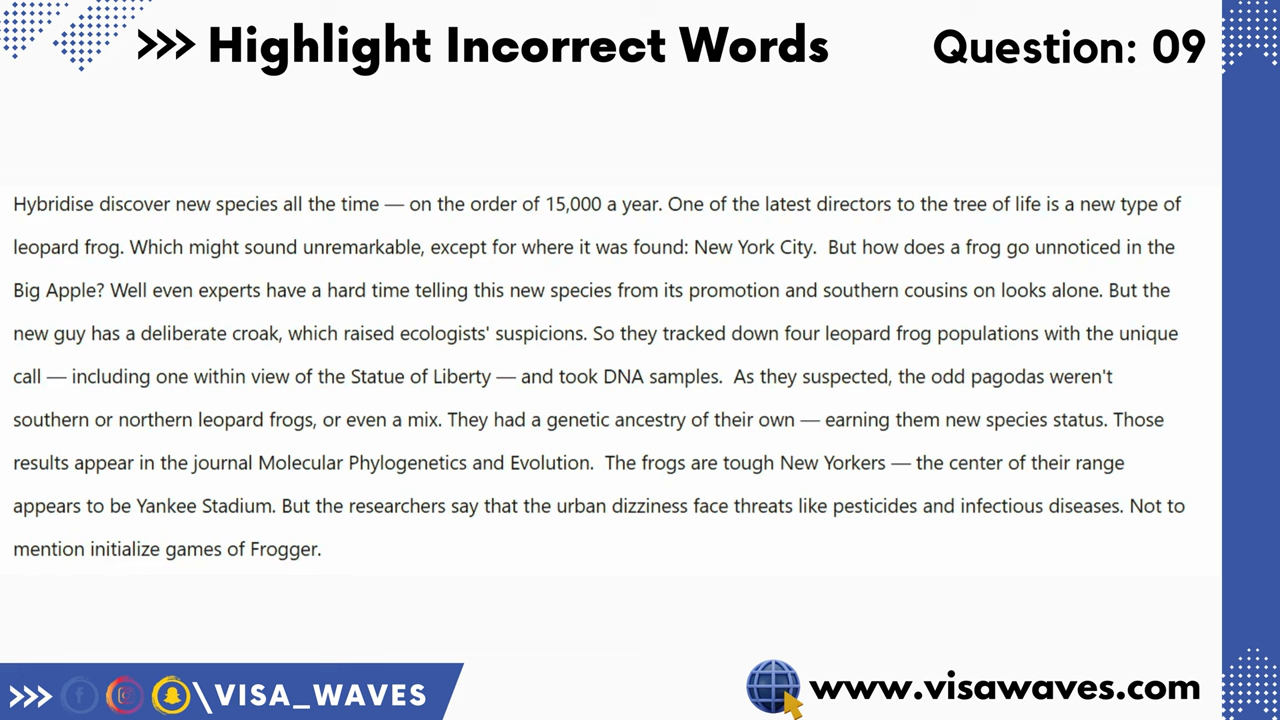 >>> Highlight Incorrect Words
Question: 09
Hybridise discover new species all the time — on the order of 15,000 a year. One of the latest directors to the tree of life is a new type of
leopard frog. Which might sound unremarkable, except for where it was found: New York City.  But how does a frog go unnoticed in the
Big Apple? Well even experts have a hard time telling this new species from its promotion and southern cousins on looks alone. But the
new guy has a deliberate croak, which raised ecologists' suspicions. So they tracked down four leopard frog populations with the unique
call — including one within view of the Statue of Liberty — and took DNA samples.  As they suspected, the odd pagodas weren't
southern or northern leopard frogs, or even a mix. They had a genetic ancestry of their own — earning them new species status. Those
results appear in the journal Molecular Phylogenetics and Evolution.  The frogs are tough New Yorkers — the center of their range
appears to be Yankee Stadium. But the researchers say that the urban dizziness face threats like pesticides and infectious diseases. Not to
mention initialize games of Frogger.
>>> \VISA_WAVES
www.visawaves.com